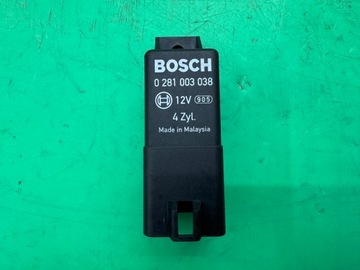 BOSCH
0 281 003 038
12V 905
4 Zyl.
Made in Malaysia